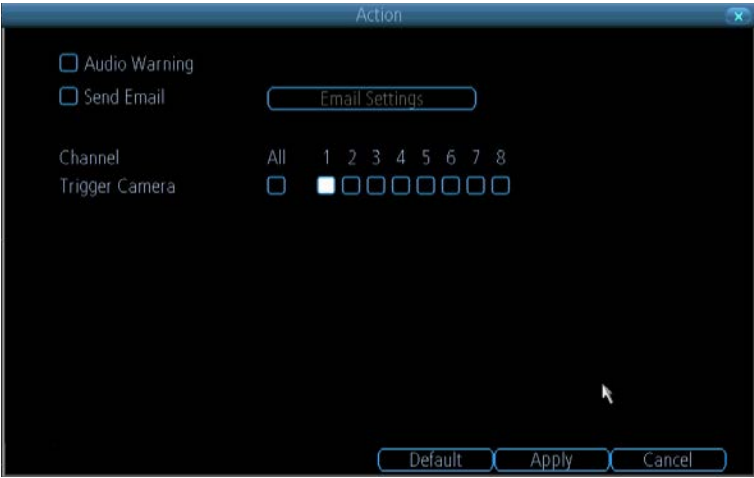 Action
Audio Warning
Send Email Email Settings
Channel All 1 2 3 4 5 6 7 8
Trigger Camera
Default Apply Cancel